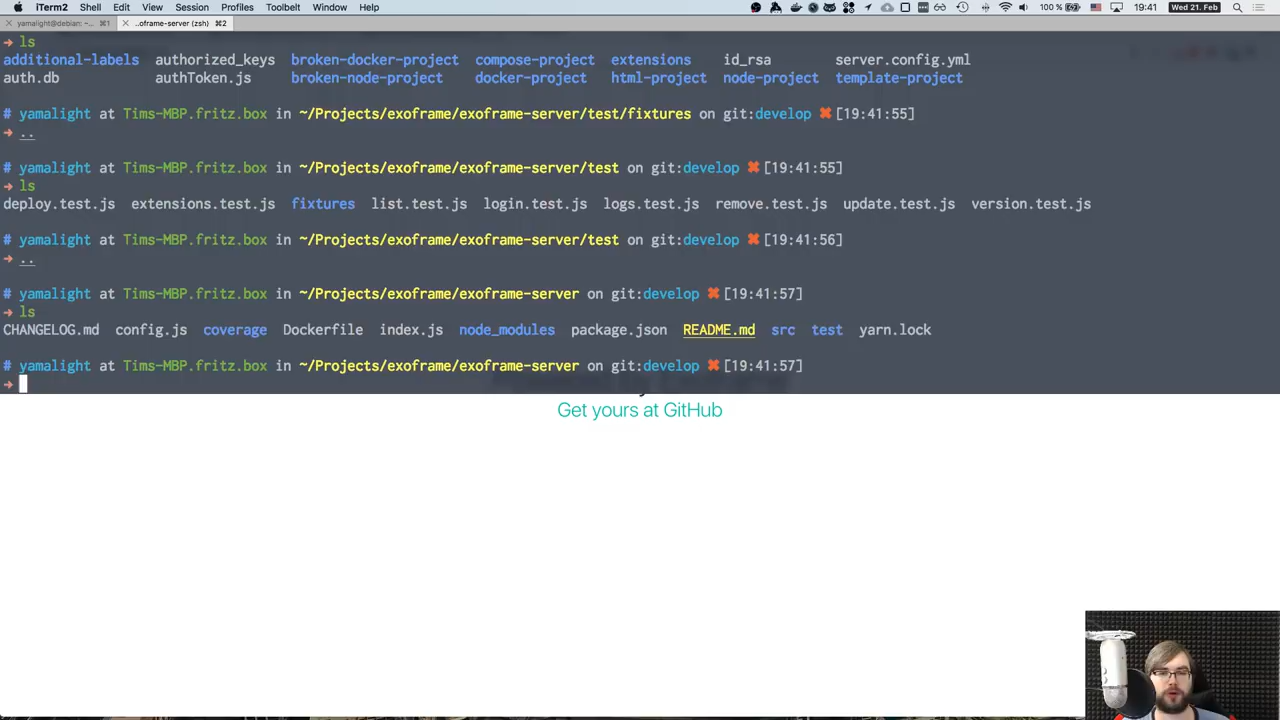 iTerm2 Shell Edit View Session Profiles Toolbelt Window Help 100 % 19:41 Wed 21. Feb
yamalight@debian: ~... ⌘1 ..oframe-server (zsh) ⌘2
→ ls
additional-labels authorized_keys broken-docker-project compose-project extensions id_rsa server.config.yml
auth.db authToken.js broken-node-project docker-project html-project node-project template-project
# yamalight at Tims-MBP.fritz.box in ~/Projects/exoframe/exoframe-server/test/fixtures on git:develop ✖ [19:41:55]
→ ..
# yamalight at Tims-MBP.fritz.box in ~/Projects/exoframe/exoframe-server/test on git:develop ✖ [19:41:55]
→ ls
deploy.test.js extensions.test.js fixtures list.test.js login.test.js logs.test.js remove.test.js update.test.js version.test.js
# yamalight at Tims-MBP.fritz.box in ~/Projects/exoframe/exoframe-server/test on git:develop ✖ [19:41:56]
→ ..
# yamalight at Tims-MBP.fritz.box in ~/Projects/exoframe/exoframe-server on git:develop ✖ [19:41:57]
→ ls
CHANGELOG.md config.js coverage Dockerfile index.js node_modules package.json README.md src test yarn.lock
# yamalight at Tims-MBP.fritz.box in ~/Projects/exoframe/exoframe-server on git:develop ✖ [19:41:57]
→
Get yours at GitHub